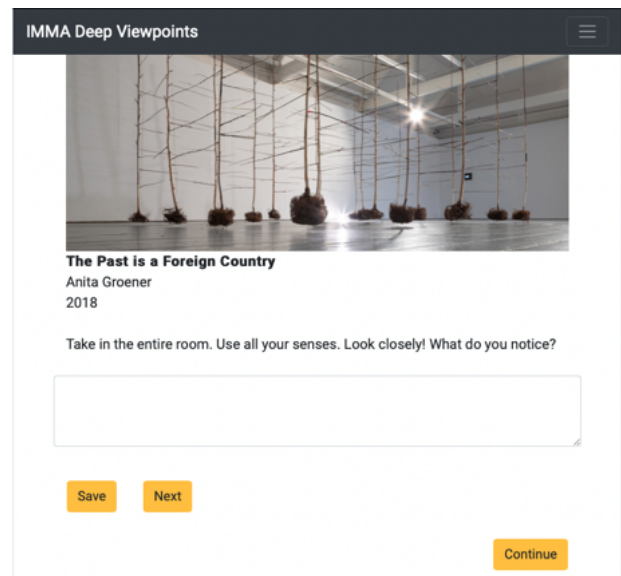 IMMA Deep Viewpoints
The Past is a Foreign Country
Anita Groener
2018
Take in the entire room. Use all your senses. Look closely! What do you notice?
Save
Next
Continue